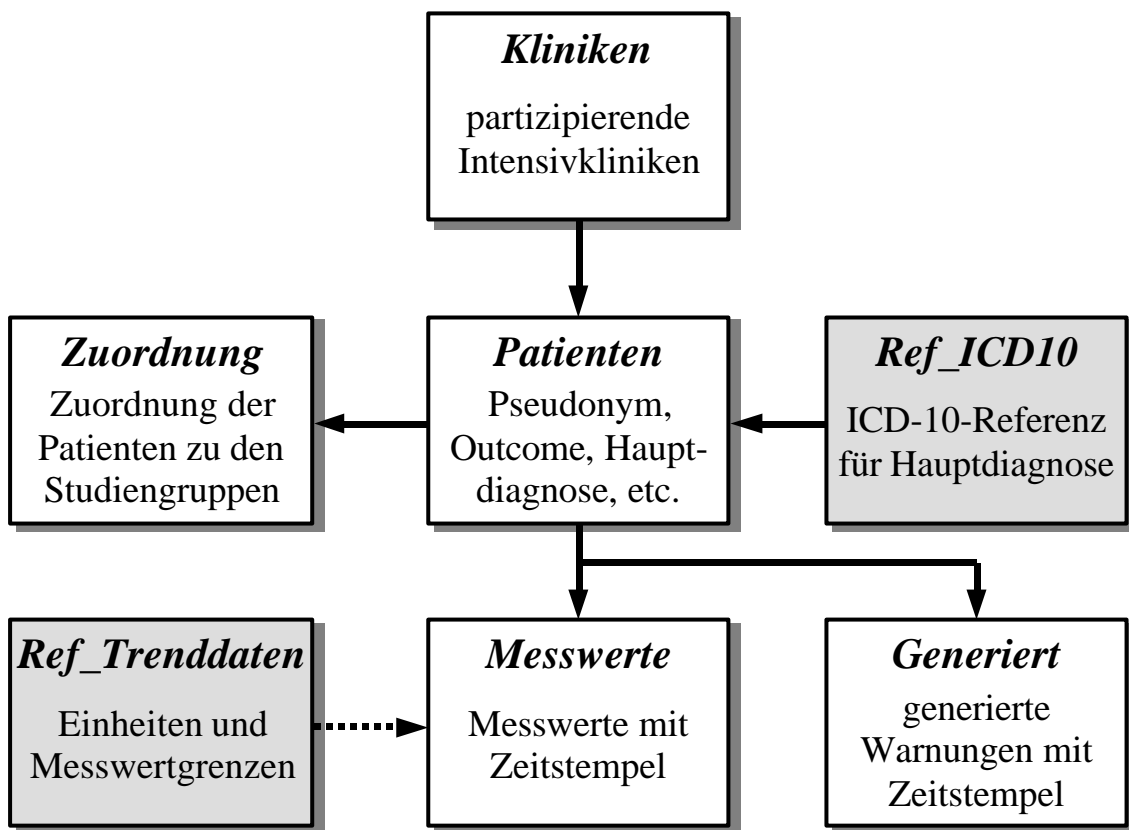 Kliniken
partizipierende
Intensivkliniken
Zuordnung
Zuordnung der
Patienten zu den
Studiengruppen
Patienten
Pseudonym,
Outcome, Haupt-
diagnose, etc.
Ref_ICD10
ICD-10-Referenz
für Hauptdiagnose
Ref_Trenddaten
Einheiten und
Messwertgrenzen
Messwerte
Messwerte mit
Zeitstempel
Generiert
generierte
Warnungen mit
Zeitstempel